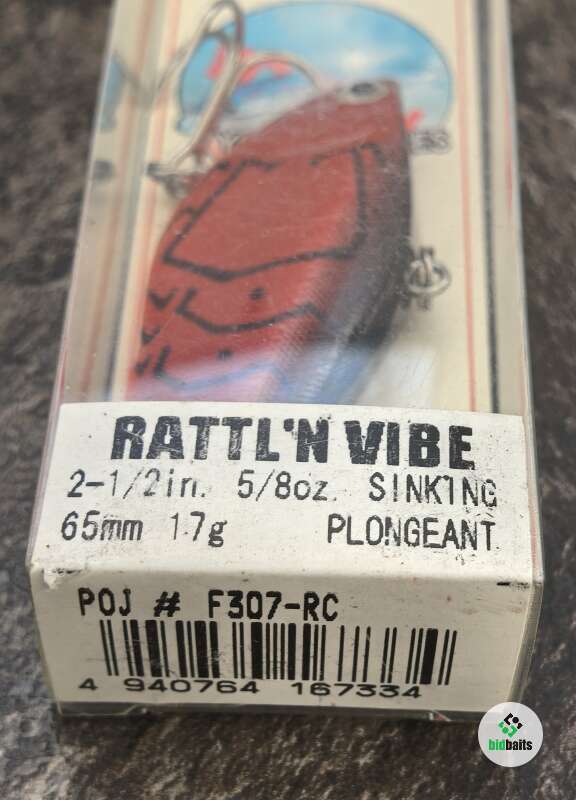 RATTL'N VIBE
2-1/2in. 5/8oz. SINKING
65mm 17g PLONGEANT
POJ # F307-RC
4 940764 167334
bidbaits